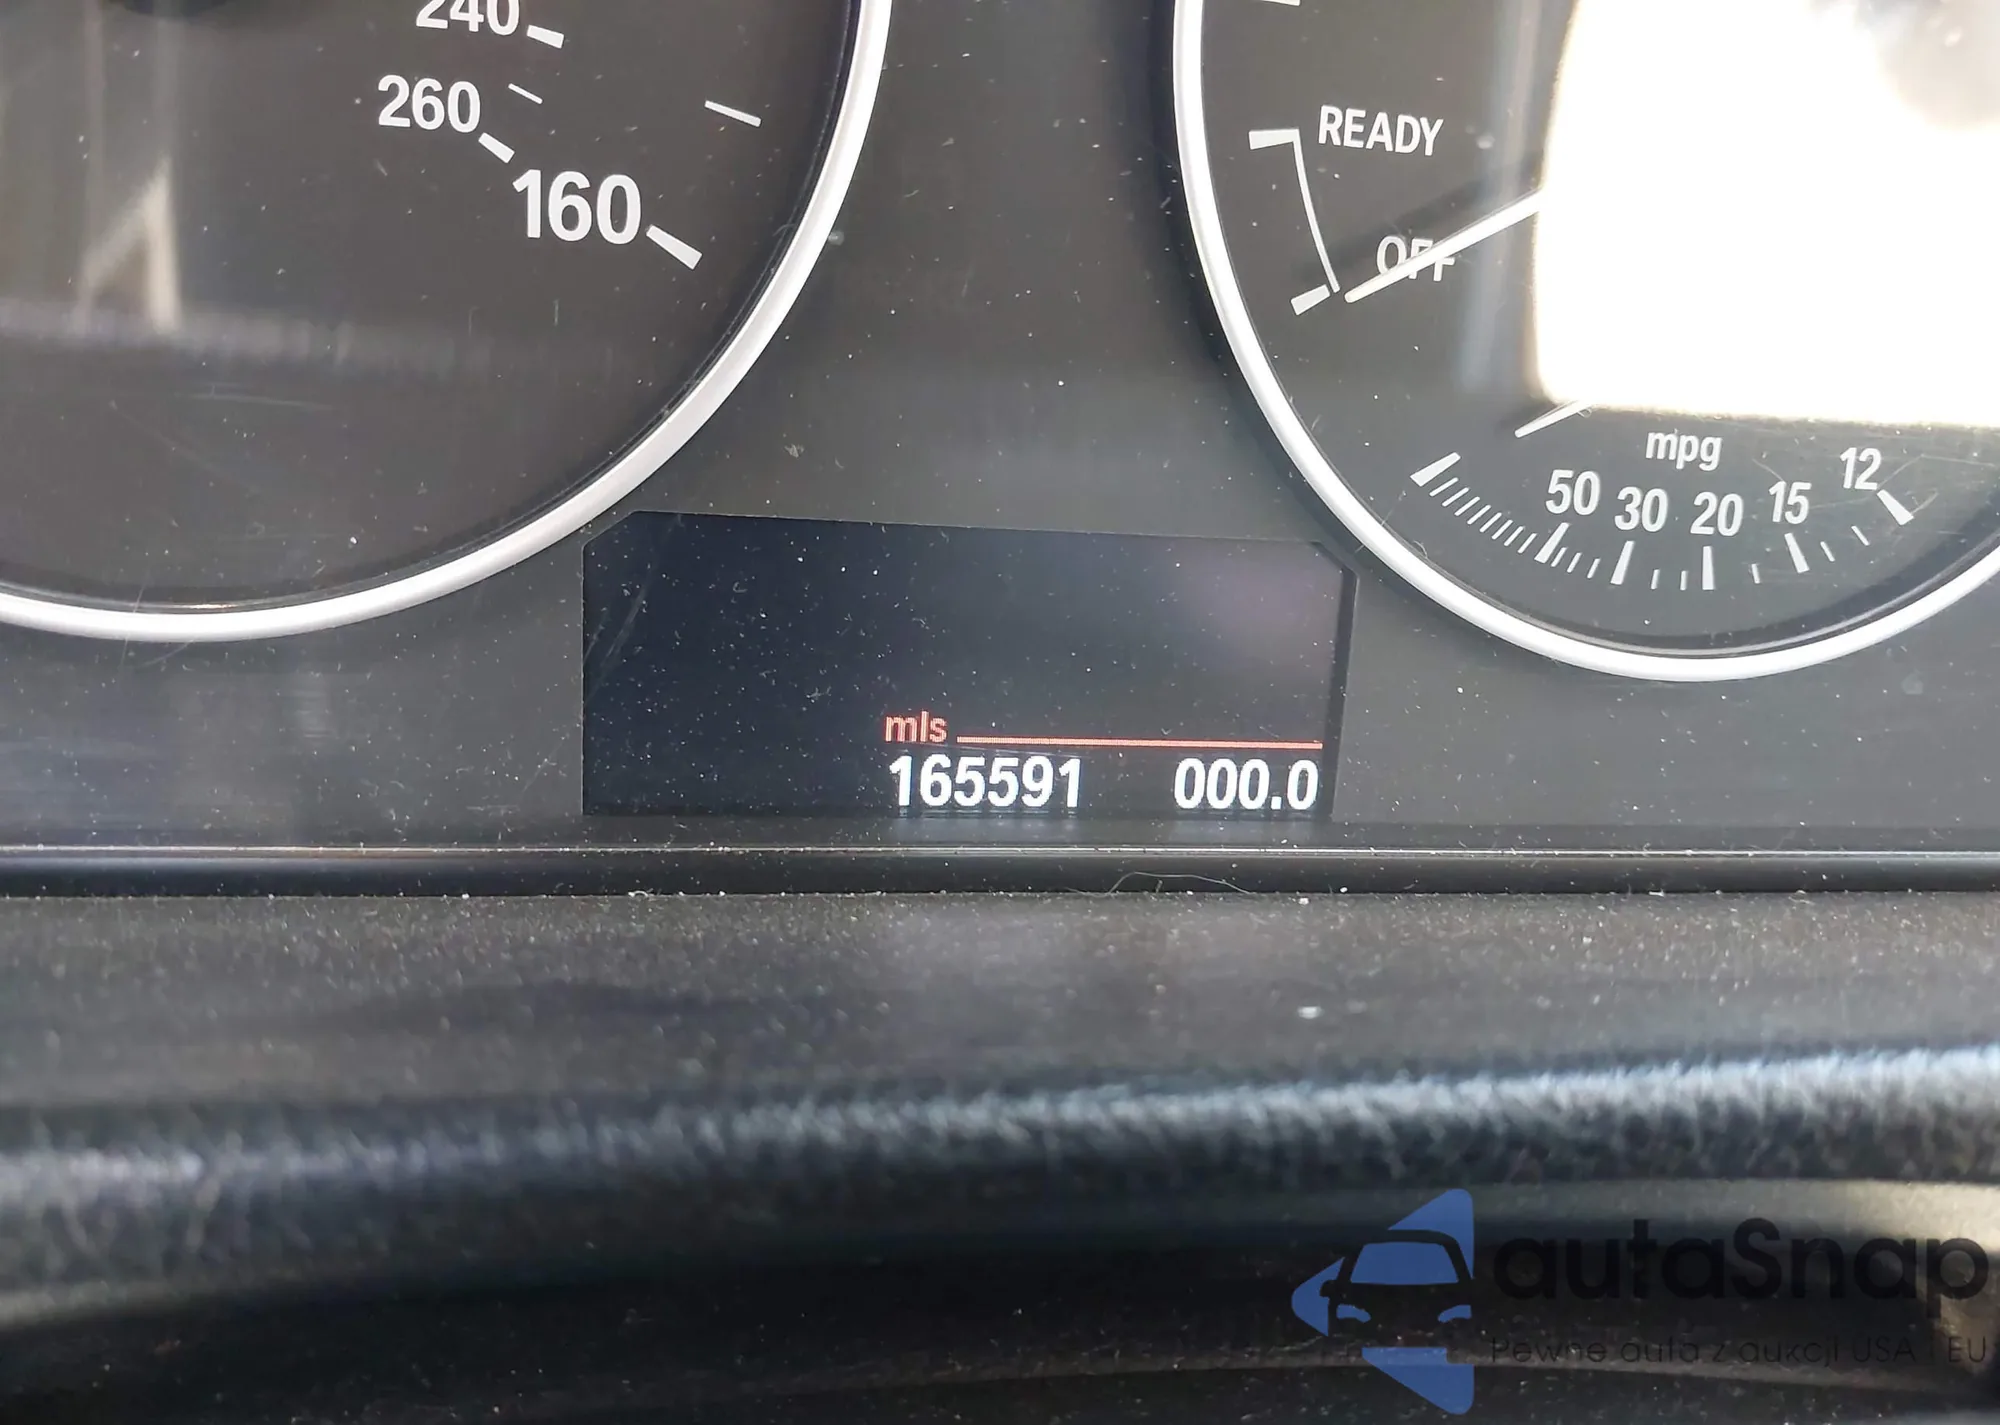 240
260
160
READY
OFF
mpg
50 30 20 15 12
mls
165591 000.0
autaSnap
Pewne auta z aukcji USA i EU